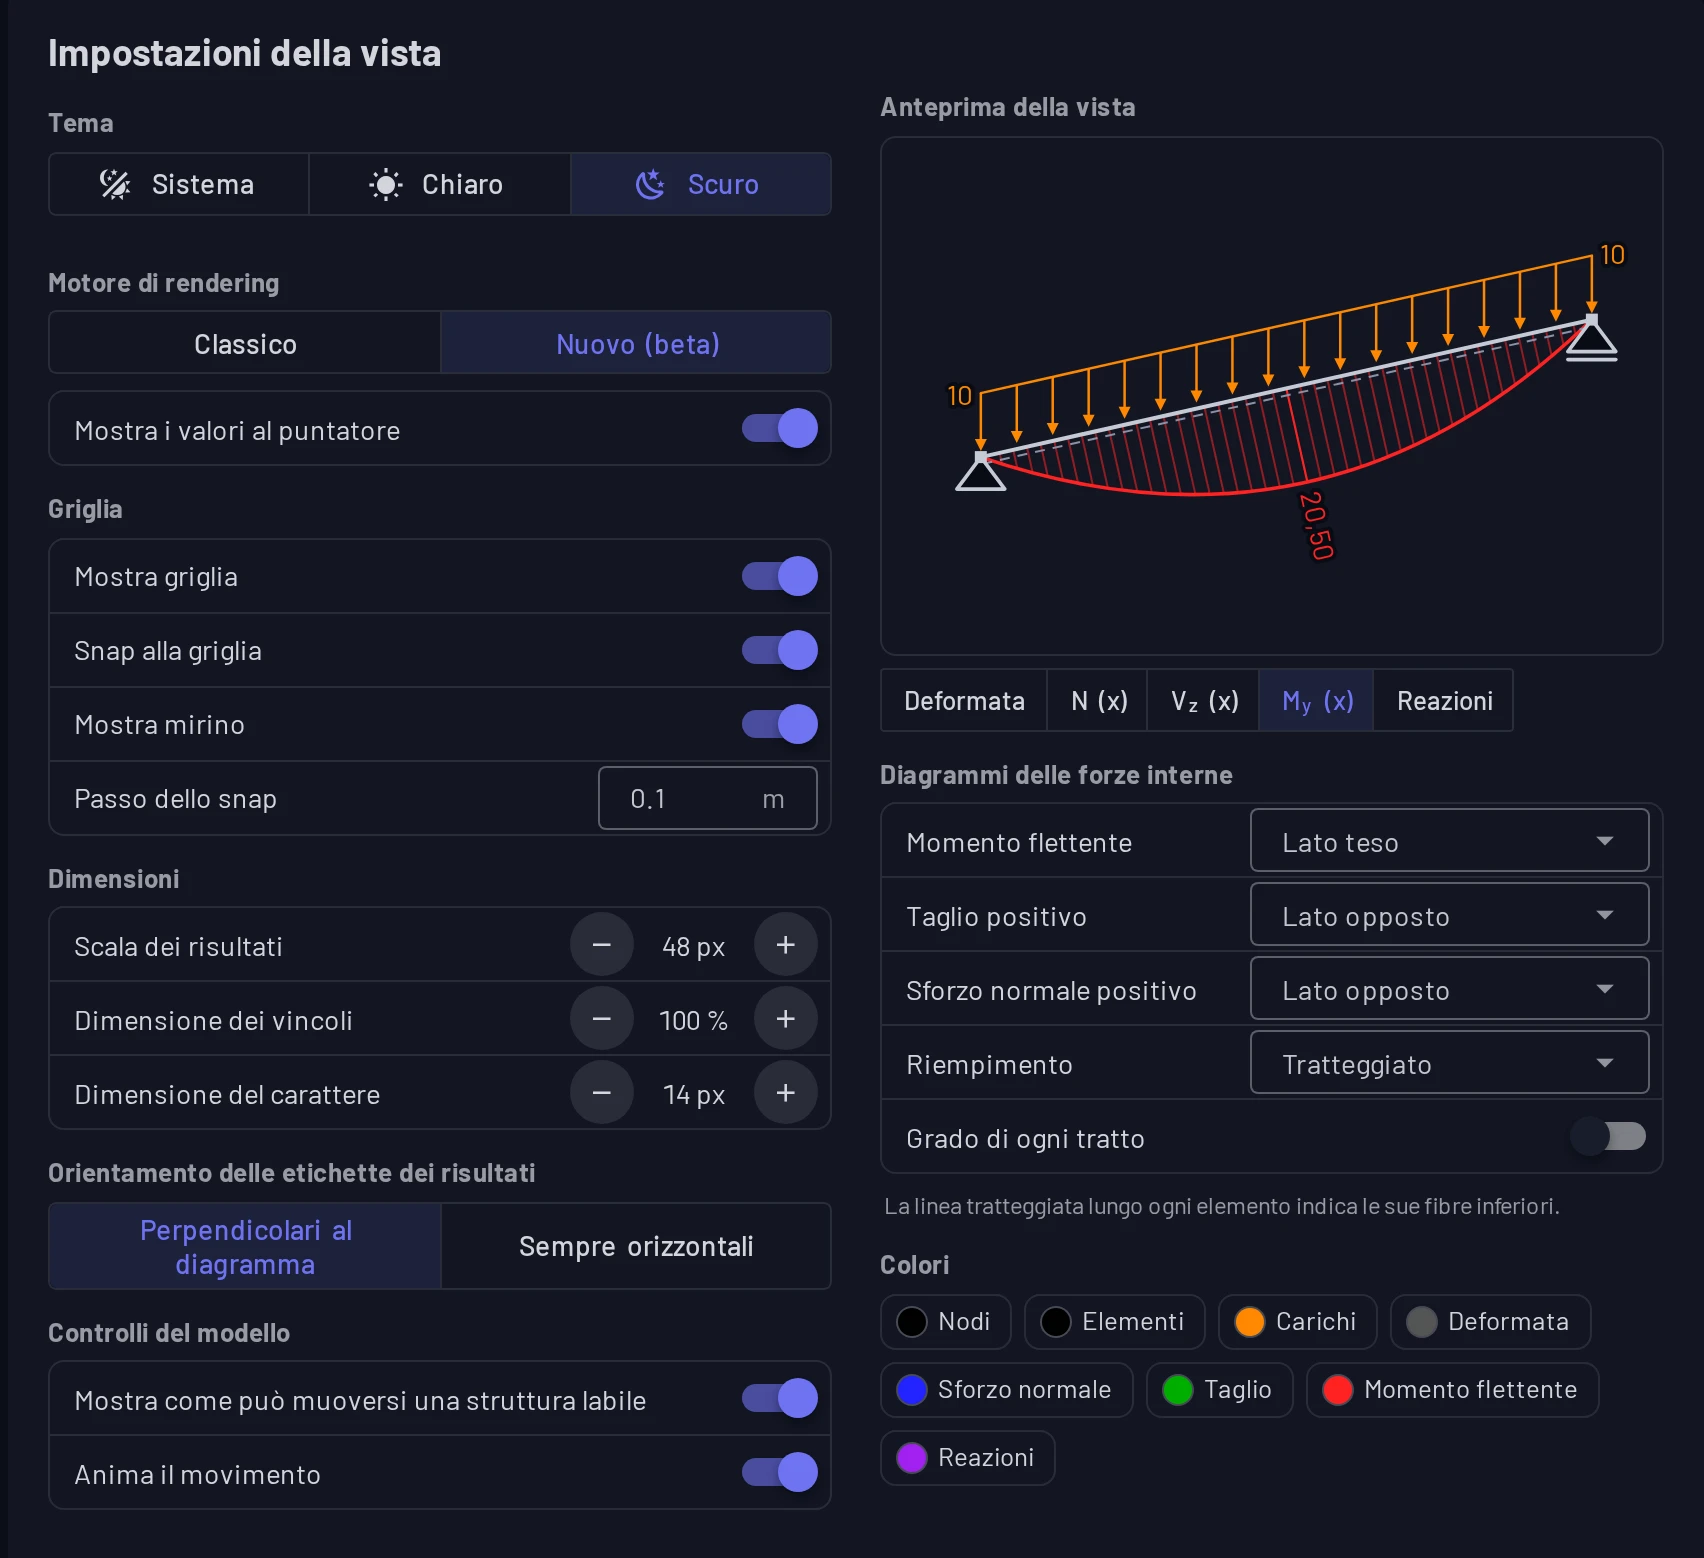 Impostazioni della vista
Tema
Sistema
Chiaro
Scuro
Motore di rendering
Classico
Nuovo (beta)
Mostra i valori al puntatore
Griglia
Mostra griglia
Snap alla griglia
Mostra mirino
Passo dello snap
0.1 m
Dimensioni
Scala dei risultati
− 48 px +
Dimensione dei vincoli
− 100 % +
Dimensione del carattere
− 14 px +
Orientamento delle etichette dei risultati
Perpendicolari al
diagramma
Sempre orizzontali
Controlli del modello
Mostra come può muoversi una struttura labile
Anima il movimento
Anteprima della vista
10
10
20,50
Deformata
N (x)
Vz (x)
My (x)
Reazioni
Diagrammi delle forze interne
Momento flettente
Lato teso
Taglio positivo
Lato opposto
Sforzo normale positivo
Lato opposto
Riempimento
Tratteggiato
Grado di ogni tratto
La linea tratteggiata lungo ogni elemento indica le sue fibre inferiori.
Colori
Nodi
Elementi
Carichi
Deformata
Sforzo normale
Taglio
Momento flettente
Reazioni